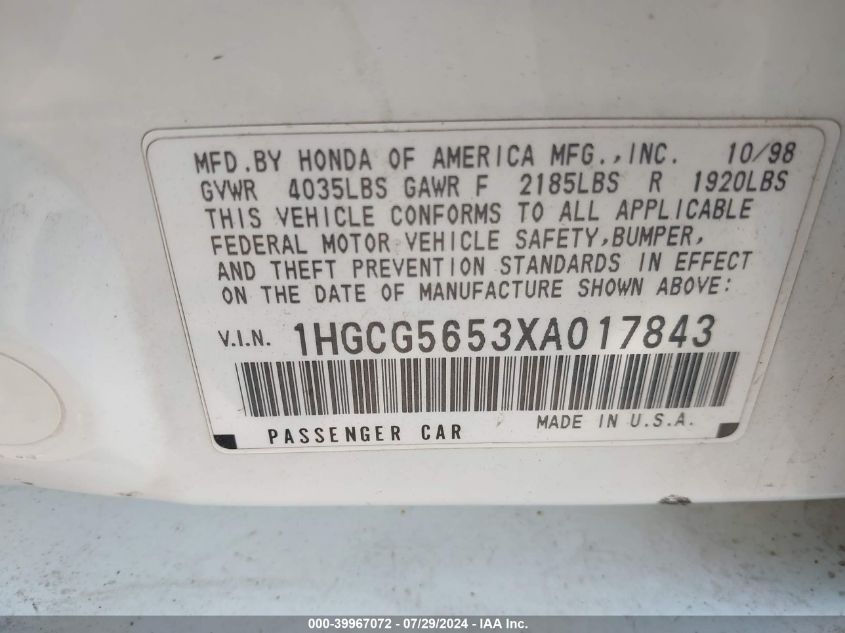 MFD.BY HONDA OF AMERICA MFG.,INC. 10/98
GVWR 4035LBS GAWR F 2185LBS R 1920LBS
THIS VEHICLE CONFORMS TO ALL APPLICABLE
FEDERAL MOTOR VEHICLE SAFETY,BUMPER,
AND THEFT PREVENTION STANDARDS IN EFFECT
ON THE DATE OF MANUFACTURE SHOWN ABOVE:
V.I.N. 1HGCG5653XA017843
PASSENGER CAR MADE IN U.S.A.
000-39967072 / 07/29/2024 - IAA Inc.